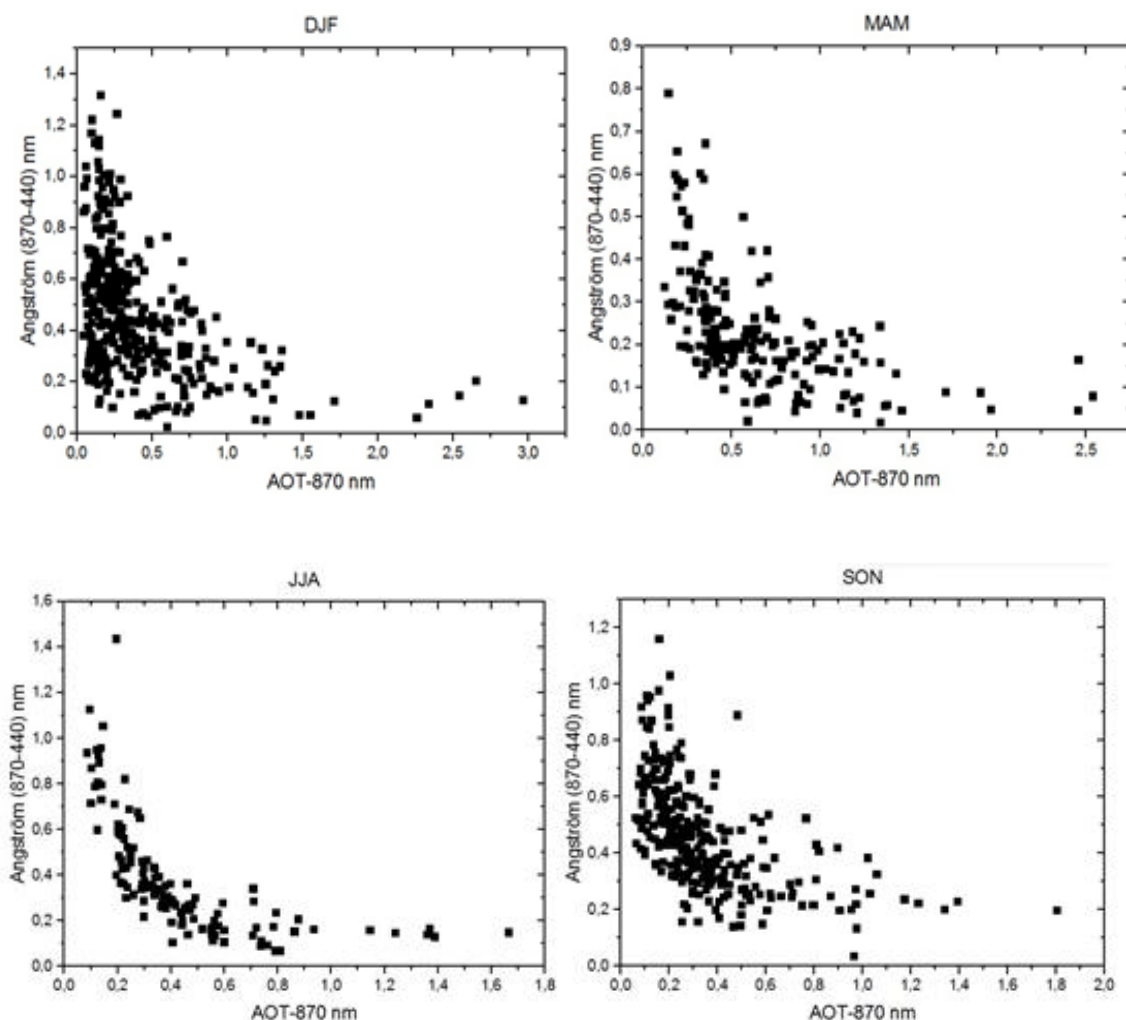 DJF
1,4
1,2
1,0
0,8
0,6
0,4
0,2
0,0
0,0 0,5 1,0 1,5 2,0 2,5 3,0
Angström (870-440) nm
AOT-870 nm
MAM
0,9
0,8
0,7
0,6
0,5
0,4
0,3
0,2
0,1
0,0
0,0 0,5 1,0 1,5 2,0 2,5
Angström (870-440) nm
AOT-870 nm
JJA
1,6
1,4
1,2
1,0
0,8
0,6
0,4
0,2
0,0
0,0 0,2 0,4 0,6 0,8 1,0 1,2 1,4 1,6 1,8
Angström (870-440) nm
AOT-870 nm
SON
1,2
1,0
0,8
0,6
0,4
0,2
0,0
0,0 0,2 0,4 0,6 0,8 1,0 1,2 1,4 1,6 1,8 2,0
Angström (870-440) nm
AOT-870 nm